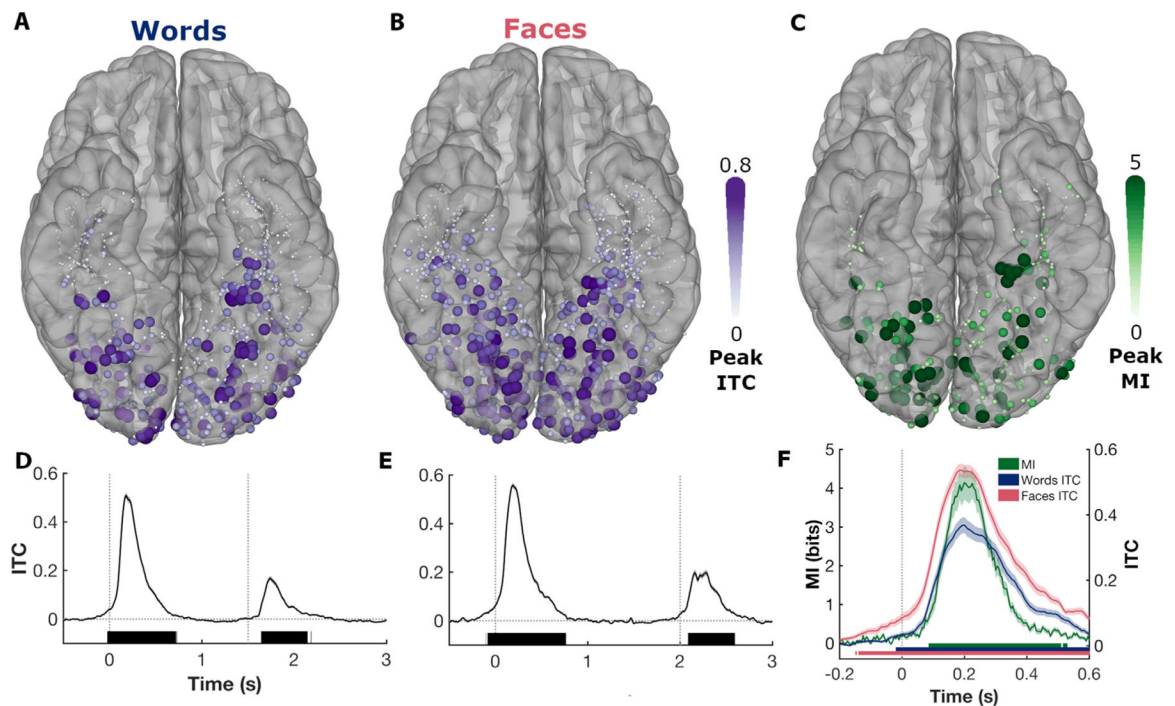 A
Words
B
Faces
C
0.8
0
Peak
ITC
5
0
Peak
MI
D
0.6
0.4
0.2
0
ITC
0 1 2 3
Time (s)
E
0.6
0.4
0.2
0
0 1 2 3
Time (s)
F
MI
Words ITC
Faces ITC
5
4
3
2
1
0
MI (bits)
0.6
0.4
0.2
0
ITC
-0.2 0 0.2 0.4 0.6
Time (s)